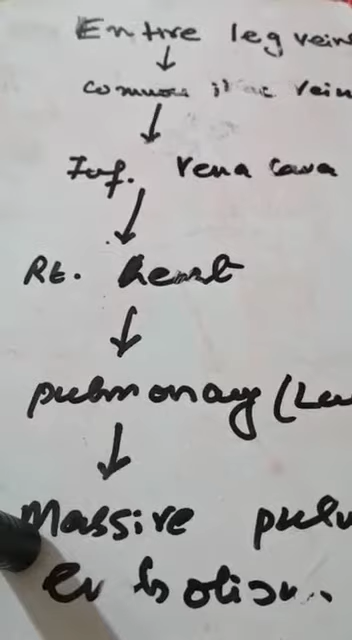 Entire leg vein
common iliac vein
Inf. vena cava
Rt. heart
pulmonary (Lu
Massive pulm
embolism.